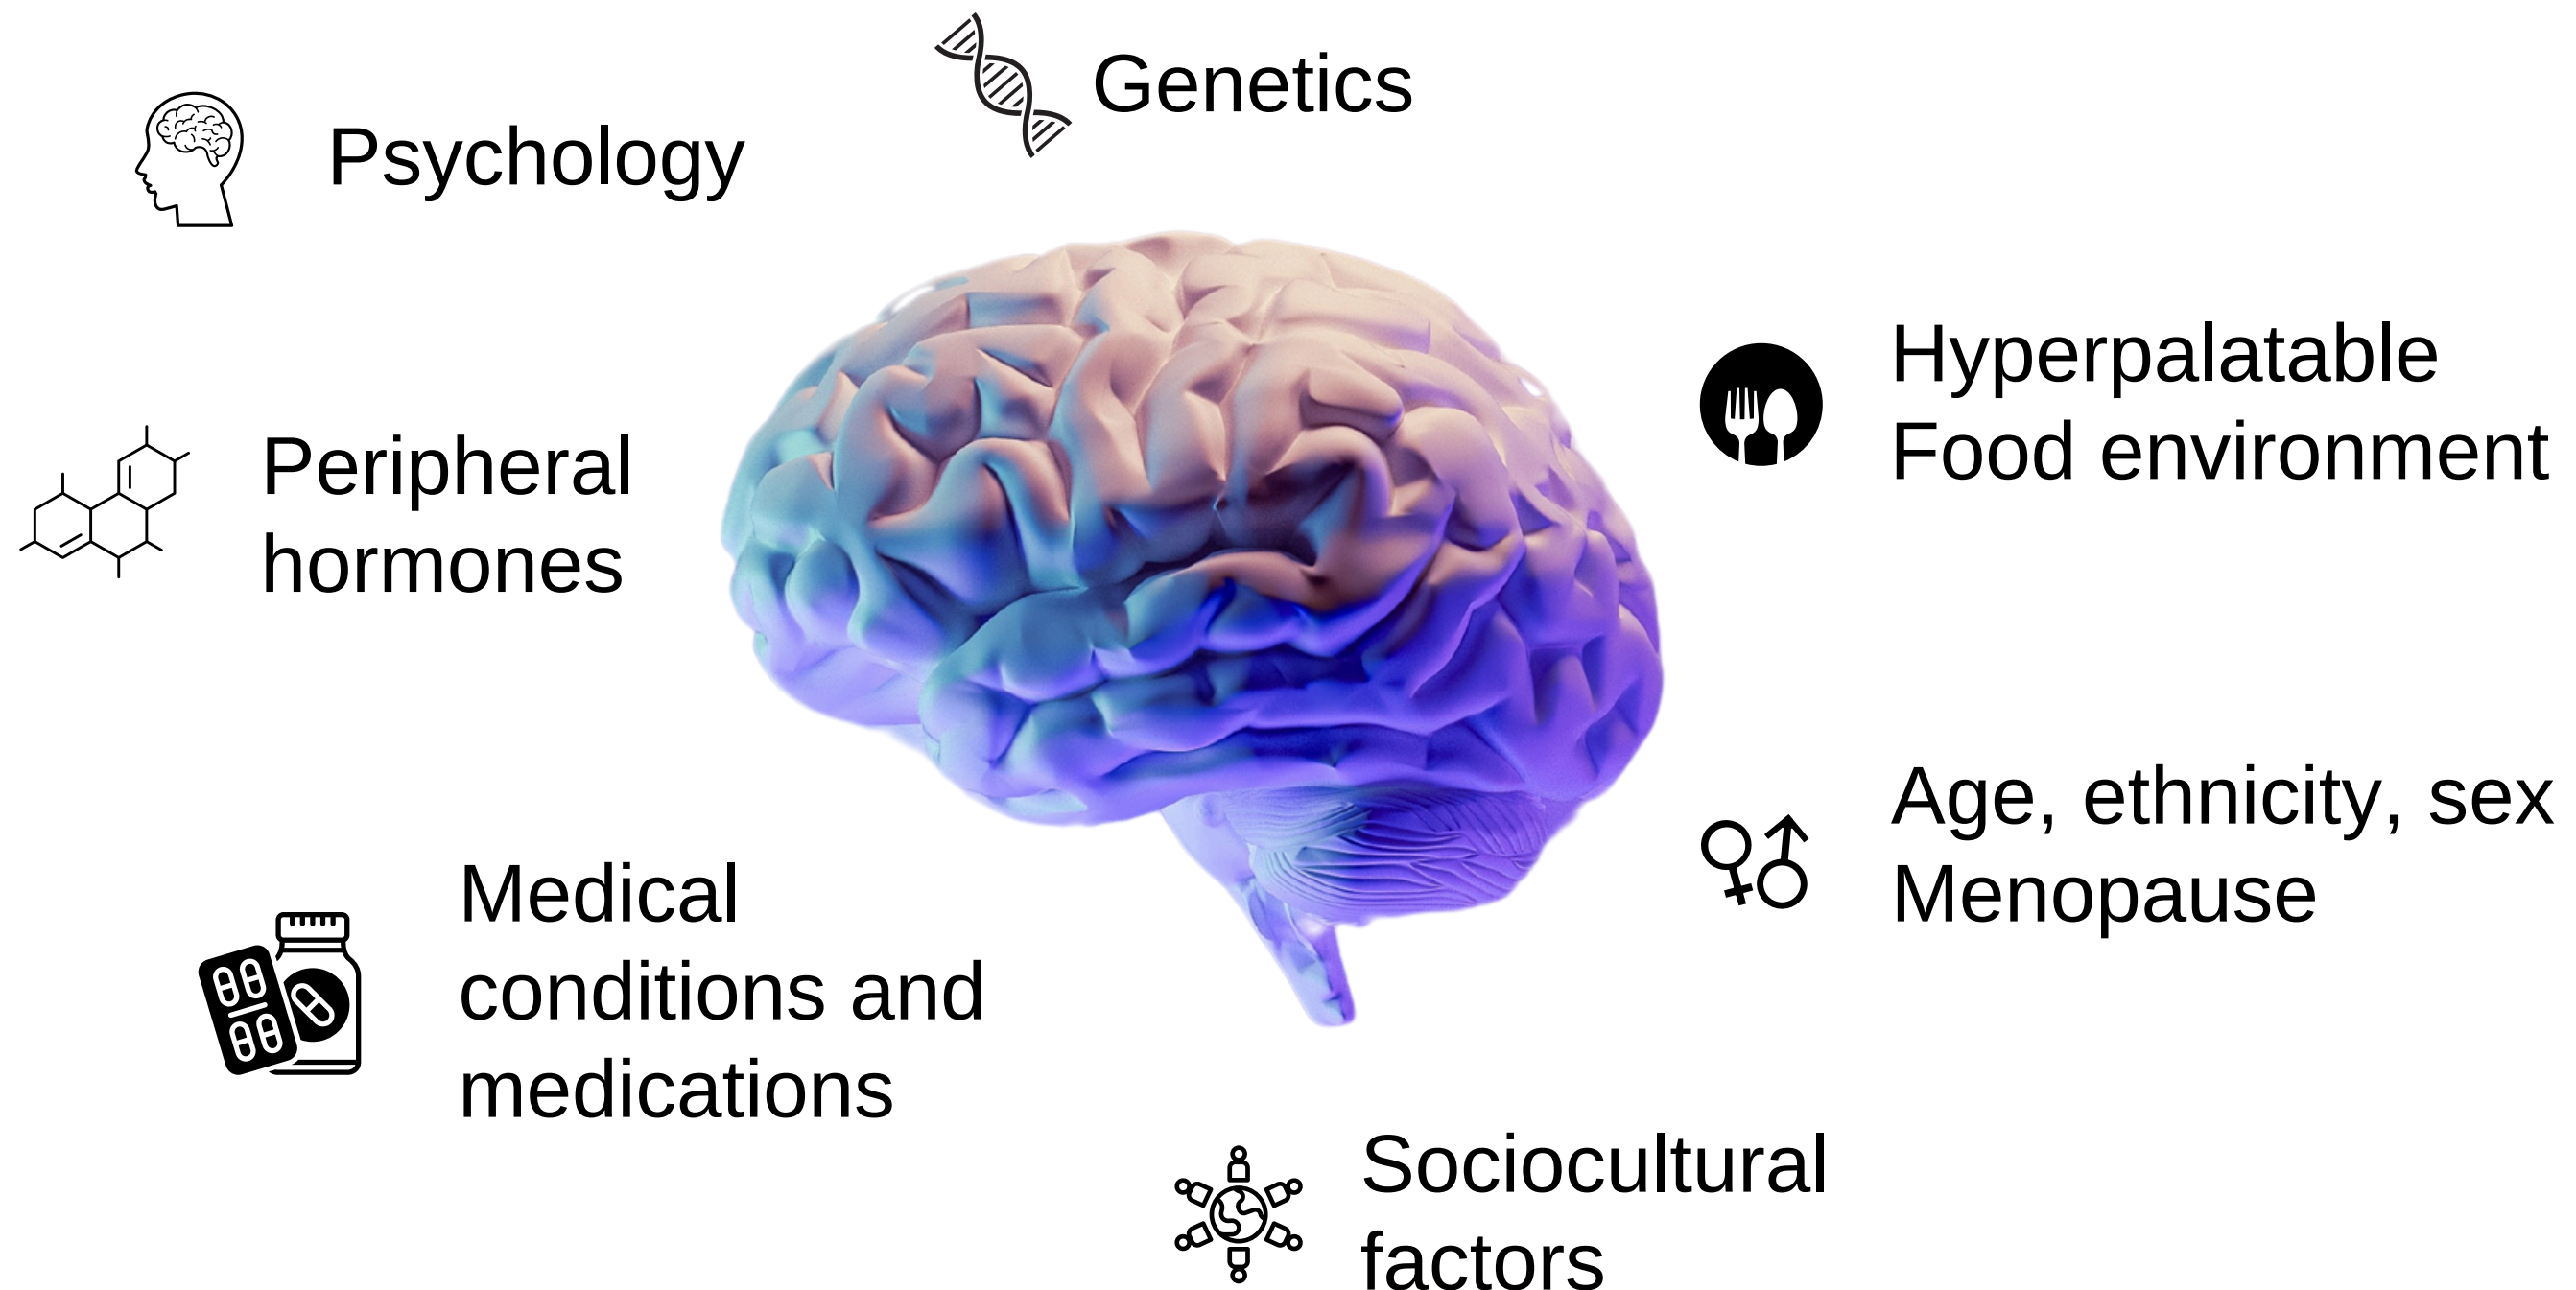 Genetics
Psychology
Hyperpalatable
Food environment
Peripheral
hormones
Age, ethnicity, sex
Menopause
Medical
conditions and
medications
Sociocultural
factors